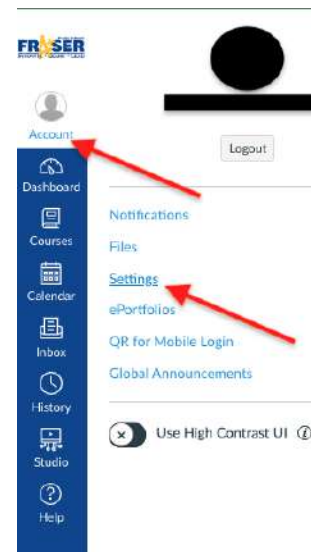 FRASER
Account
Dashboard
Courses
Calendar
Inbox
History
Studio
Help
Logout
Notifications
Files
Settings
ePortfolios
QR for Mobile Login
Global Announcements
Use High Contrast UI